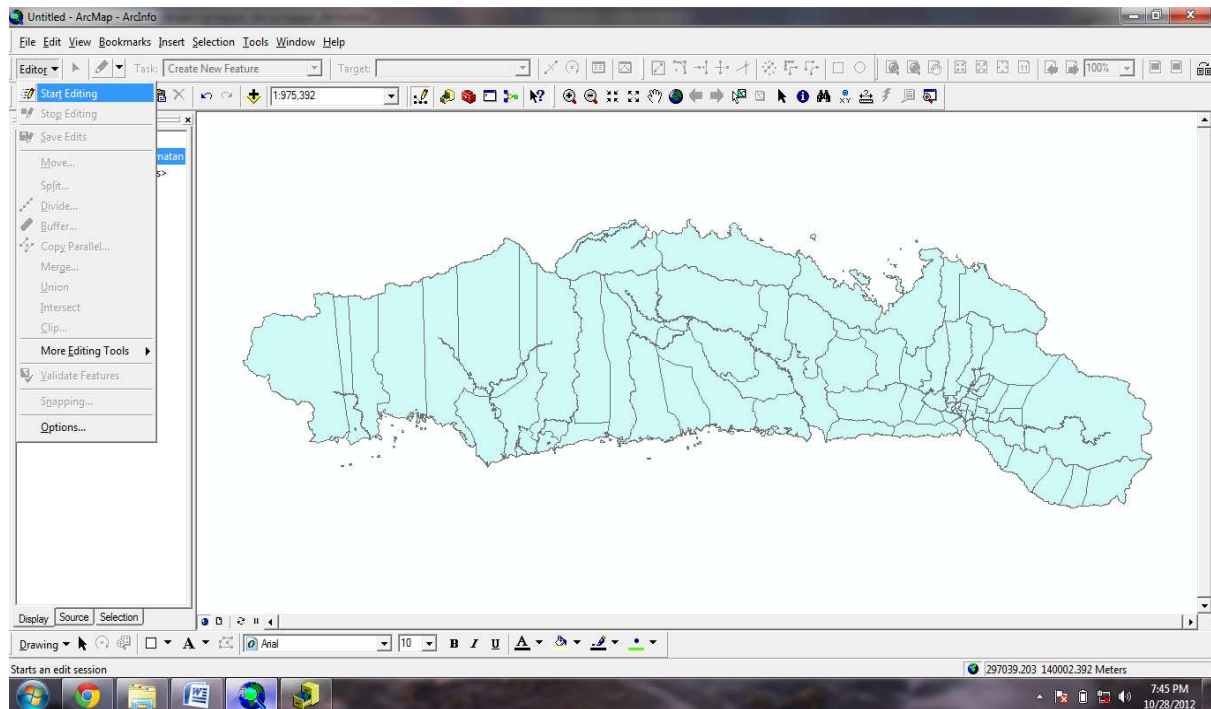 Untitled - ArcMap - ArcInfo
File Edit View Bookmarks Insert Selection Tools Window Help
Editor Task: Create New Feature Target: 100%
1:975,392
Start Editing
Stop Editing
Save Edits
Move...
matan
Split...
s>
Divide...
Buffer...
Copy Parallel...
Merge...
Union
Intersect
Clip...
More Editing Tools
Validate Features
Snapping...
Options...
Display Source Selection
Drawing A Arial 10 B I U A
Starts an edit session 297039.203 140002.392 Meters
7:45 PM
10/28/2012